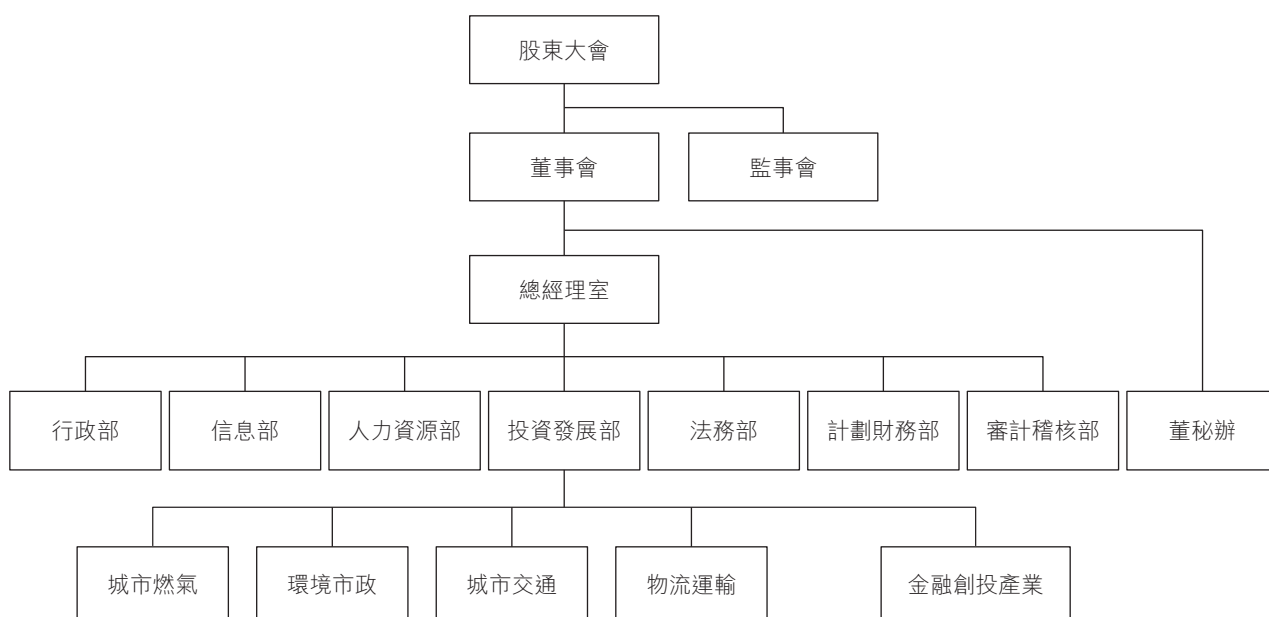 股東大會
董事會
監事會
總經理室
行政部
信息部
人力資源部
投資發展部
法務部
計劃財務部
審計稽核部
董秘辦
城市燃氣
環境市政
城市交通
物流運輸
金融創投產業